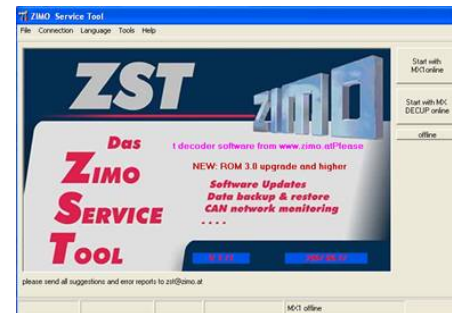 ZIMO Service Tool
File Connection Language Tools Help
ZST
ZIMO
Start with
MX1online
Start with MX
DECUP online
offline
Das
t decoder software from www.zimo.atPlease
ZIMO
NEW: ROM 3.8 upgrade and higher
Software Updates
SERVICE
Data backup & restore
CAN network monitoring
. . . .
TOOL
please send all suggestions and error reports to zst@zimo.at
MX1 offline